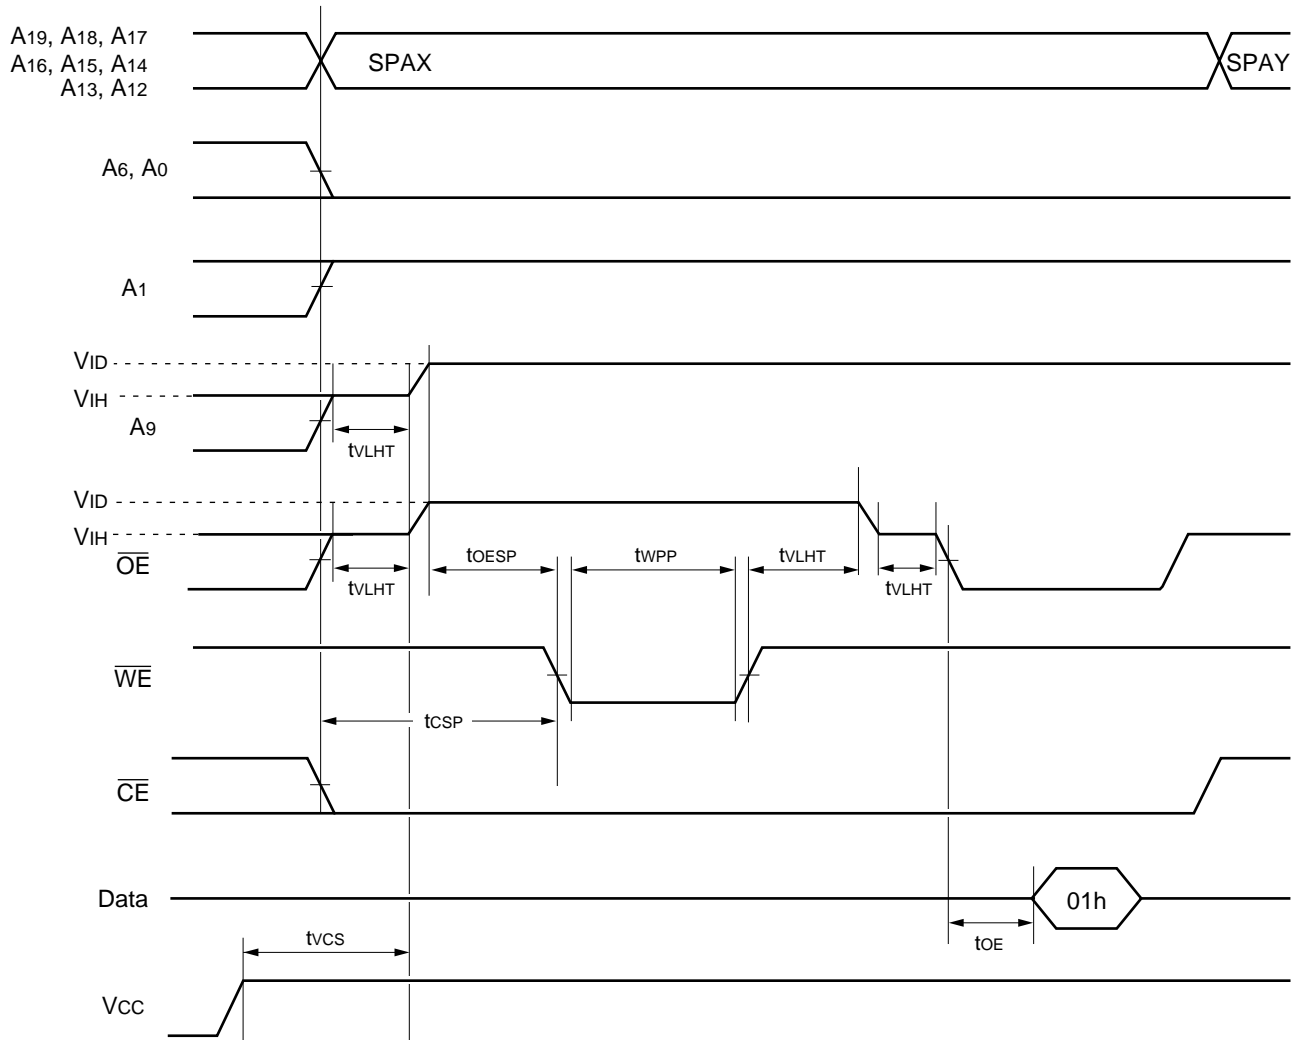 A19, A18, A17
A16, A15, A14
A13, A12
SPAX
SPAY
A6, A0
A1
VID
VIH
A9
tVLHT
VID
VIH
OE
tVLHT
tOESP
tWPP
tVLHT
tVLHT
WE
tCSP
CE
Data
01h
tOE
tVCS
VCC